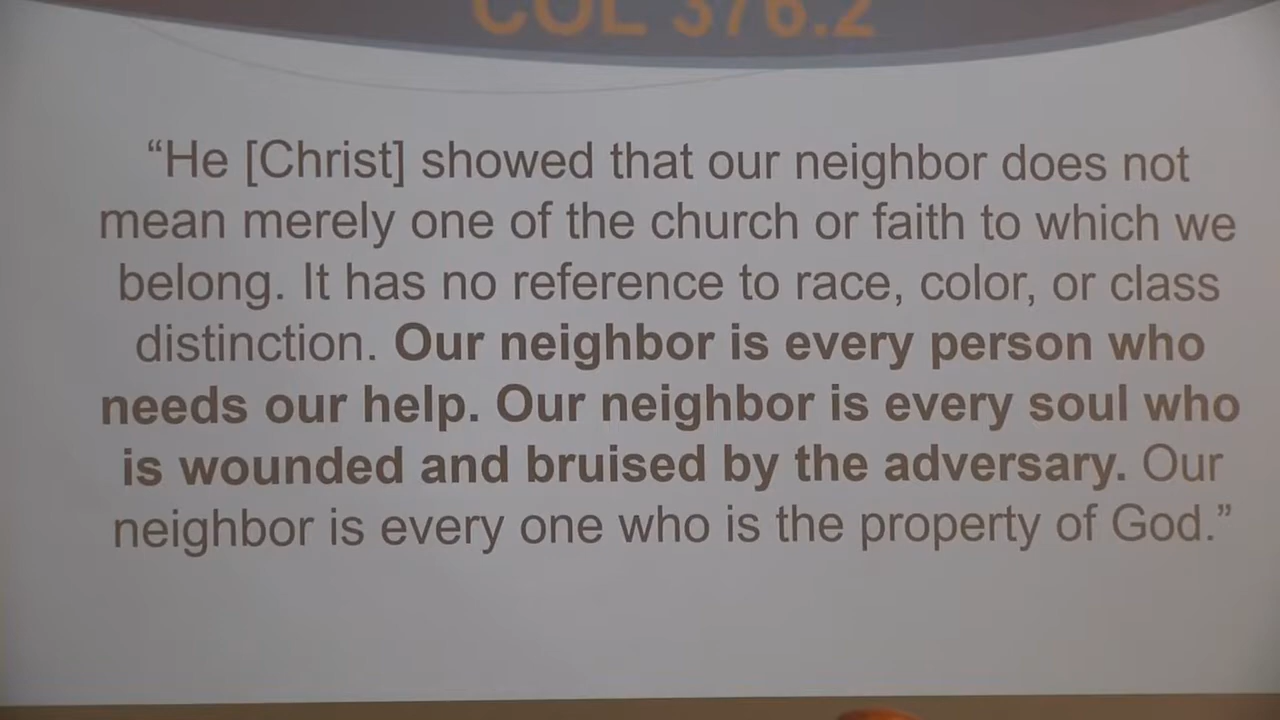 COL 376.2
“He [Christ] showed that our neighbor does not
mean merely one of the church or faith to which we
belong. It has no reference to race, color, or class
distinction. Our neighbor is every person who
needs our help. Our neighbor is every soul who
is wounded and bruised by the adversary. Our
neighbor is every one who is the property of God.”